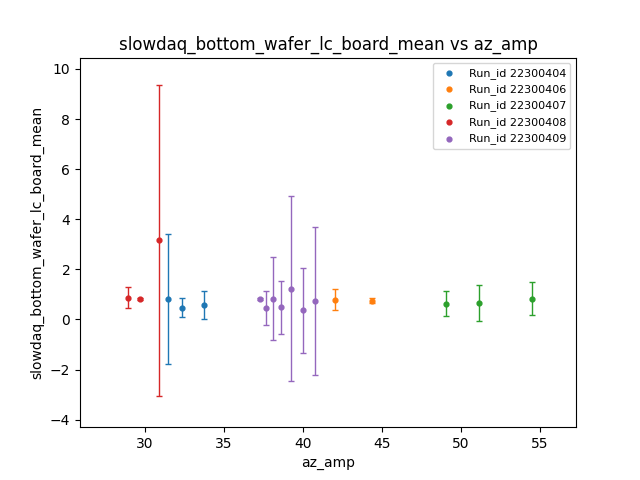 slowdaq_bottom_wafer_lc_board_mean vs az_amp
slowdaq_bottom_wafer_lc_board_mean
10
8
6
4
2
0
−2
−4
Run_id 22300404
Run_id 22300406
Run_id 22300407
Run_id 22300408
Run_id 22300409
30 35 40 45 50 55
az_amp